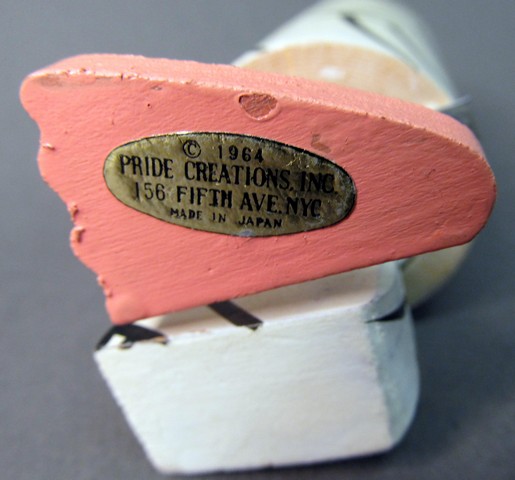 © 1964
PRIDE CREATIONS, INC.
156 FIFTH AVE. NYC
MADE IN JAPAN